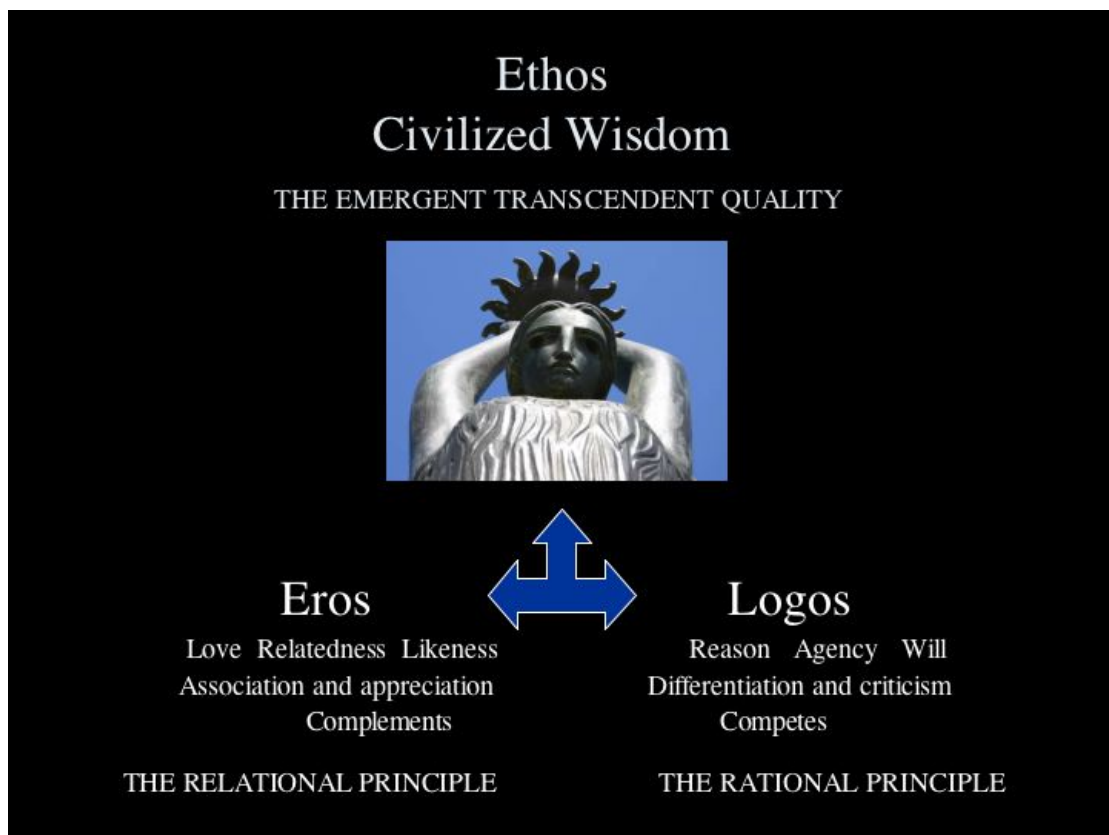 Ethos
Civilized Wisdom
THE EMERGENT TRANSCENDENT QUALITY
Eros
Love Relatedness Likeness
Association and appreciation
Complements
THE RELATIONAL PRINCIPLE
Logos
Reason Agency Will
Differentiation and criticism
Competes
THE RATIONAL PRINCIPLE